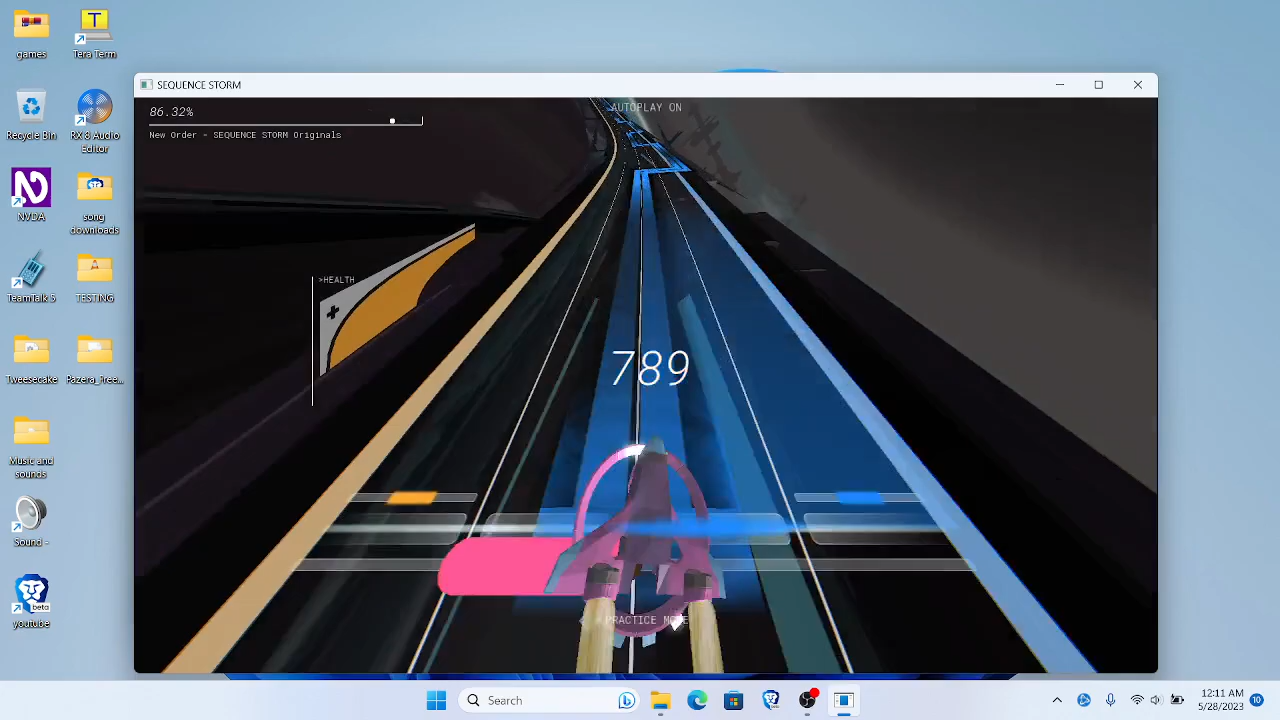 games
Tera Term
Recycle Bin
RX 8 Audio
Editor
NVDA
song
downloads
TeamTalk 5
TESTING
Tweesecake
Pazera_Free...
Music and
sounds
Sound -
youtube
beta
SEQUENCE STORM
86.32%
New Order - SEQUENCE STORM Originals
AUTOPLAY ON
>HEALTH
789
PRACTICE MODE
Search
12:11 AM
5/28/2023
10